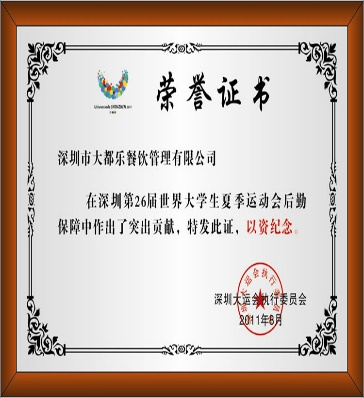 Universiade SHENZHEN 2011
荣誉证书
深圳市大都乐餐饮管理有限公司
在深圳第26届世界大学生夏季运动会后勤
保障中作出了突出贡献，特发此证，以资纪念。
深圳大运会执行委员会
2011年8月